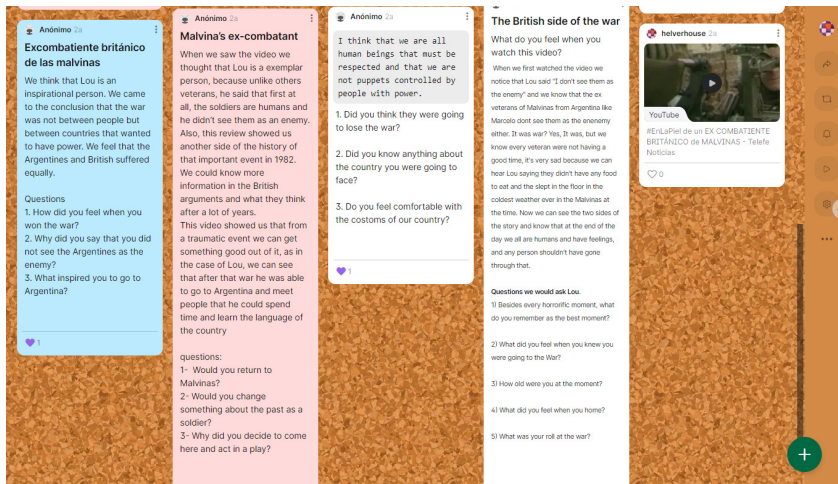 Anónimo 2a
Excombatiente británico
de las malvinas
We think that Lou is an
inspirational person. We came
to the conclusion that the war
was not between people but
between countries that wanted
to have power. We feel that the
Argentines and British suffered
equally.
Questions
1. How did you feel when you
won the war?
2. Why did you say that you did
not see the Argentines as the
enemy?
3. What inspired you to go to
Argentina?
1
Anónimo 2a
Malvina's ex-combatant
When we saw the video we
thought that Lou is a exemplar
person, because unlike others
veterans, he said that first at
all, the soldiers are humans and
he didn't see them as an enemy.
Also, this review showed us
another side of the history of
that important event in 1982.
We could know more
information in the British
arguments and what they think
after a lot of years.
This video showed us that from
a traumatic event we can get
something good out of it, as in
the case of Lou, we can see
that after that war he was able
to go to Argentina and meet
people that he could spend
time and learn the language of
the country
questions:
1- Would you return to
Malvinas?
2- Would you change
something about the past as a
soldier?
3- Why did you decide to come
here and act in a play?
Anónimo 2a
I think that we are all
human beings that must be
respected and that we are
not puppets controlled by
people with power.
1. Did you think they were going
to lose the war?
2. Did you know anything about
the country you were going to
face?
3. Do you feel comfortable with
the costoms of our country?
1
The British side of the war
What do you feel when you
watch this video?
When we first watched the video we
notice that Lou said "I don't see them as
the enemy" and we know that the ex
veterans of Malvinas from Argentina like
Marcelo dont see them as the enenemy
either. It was war? Yes, It was, but we
know every veteran were not having a
good time, it's very sad because we can
hear Lou saying they didn't have any food
to eat and the slept in the floor in the
coldest weather ever in the Malvinas at
the time. Now we can see the two sides of
the story and know that at the end of the
day we all are humans and have feelings,
and any person shouldn't have gone
through that.
Questions we would ask Lou.
1) Besides every horrorific moment, what
do you remember as the best moment?
2) What did you feel when you knew you
were going to the War?
3) How old were you at the moment?
4) What did you feel when you home?
5) What was your roll at the war?
helverhouse 2a
YouTube
#EnLaPiel de un EX COMBATIENTE
BRITÁNICO de MALVINAS - Telefe
Noticias
0